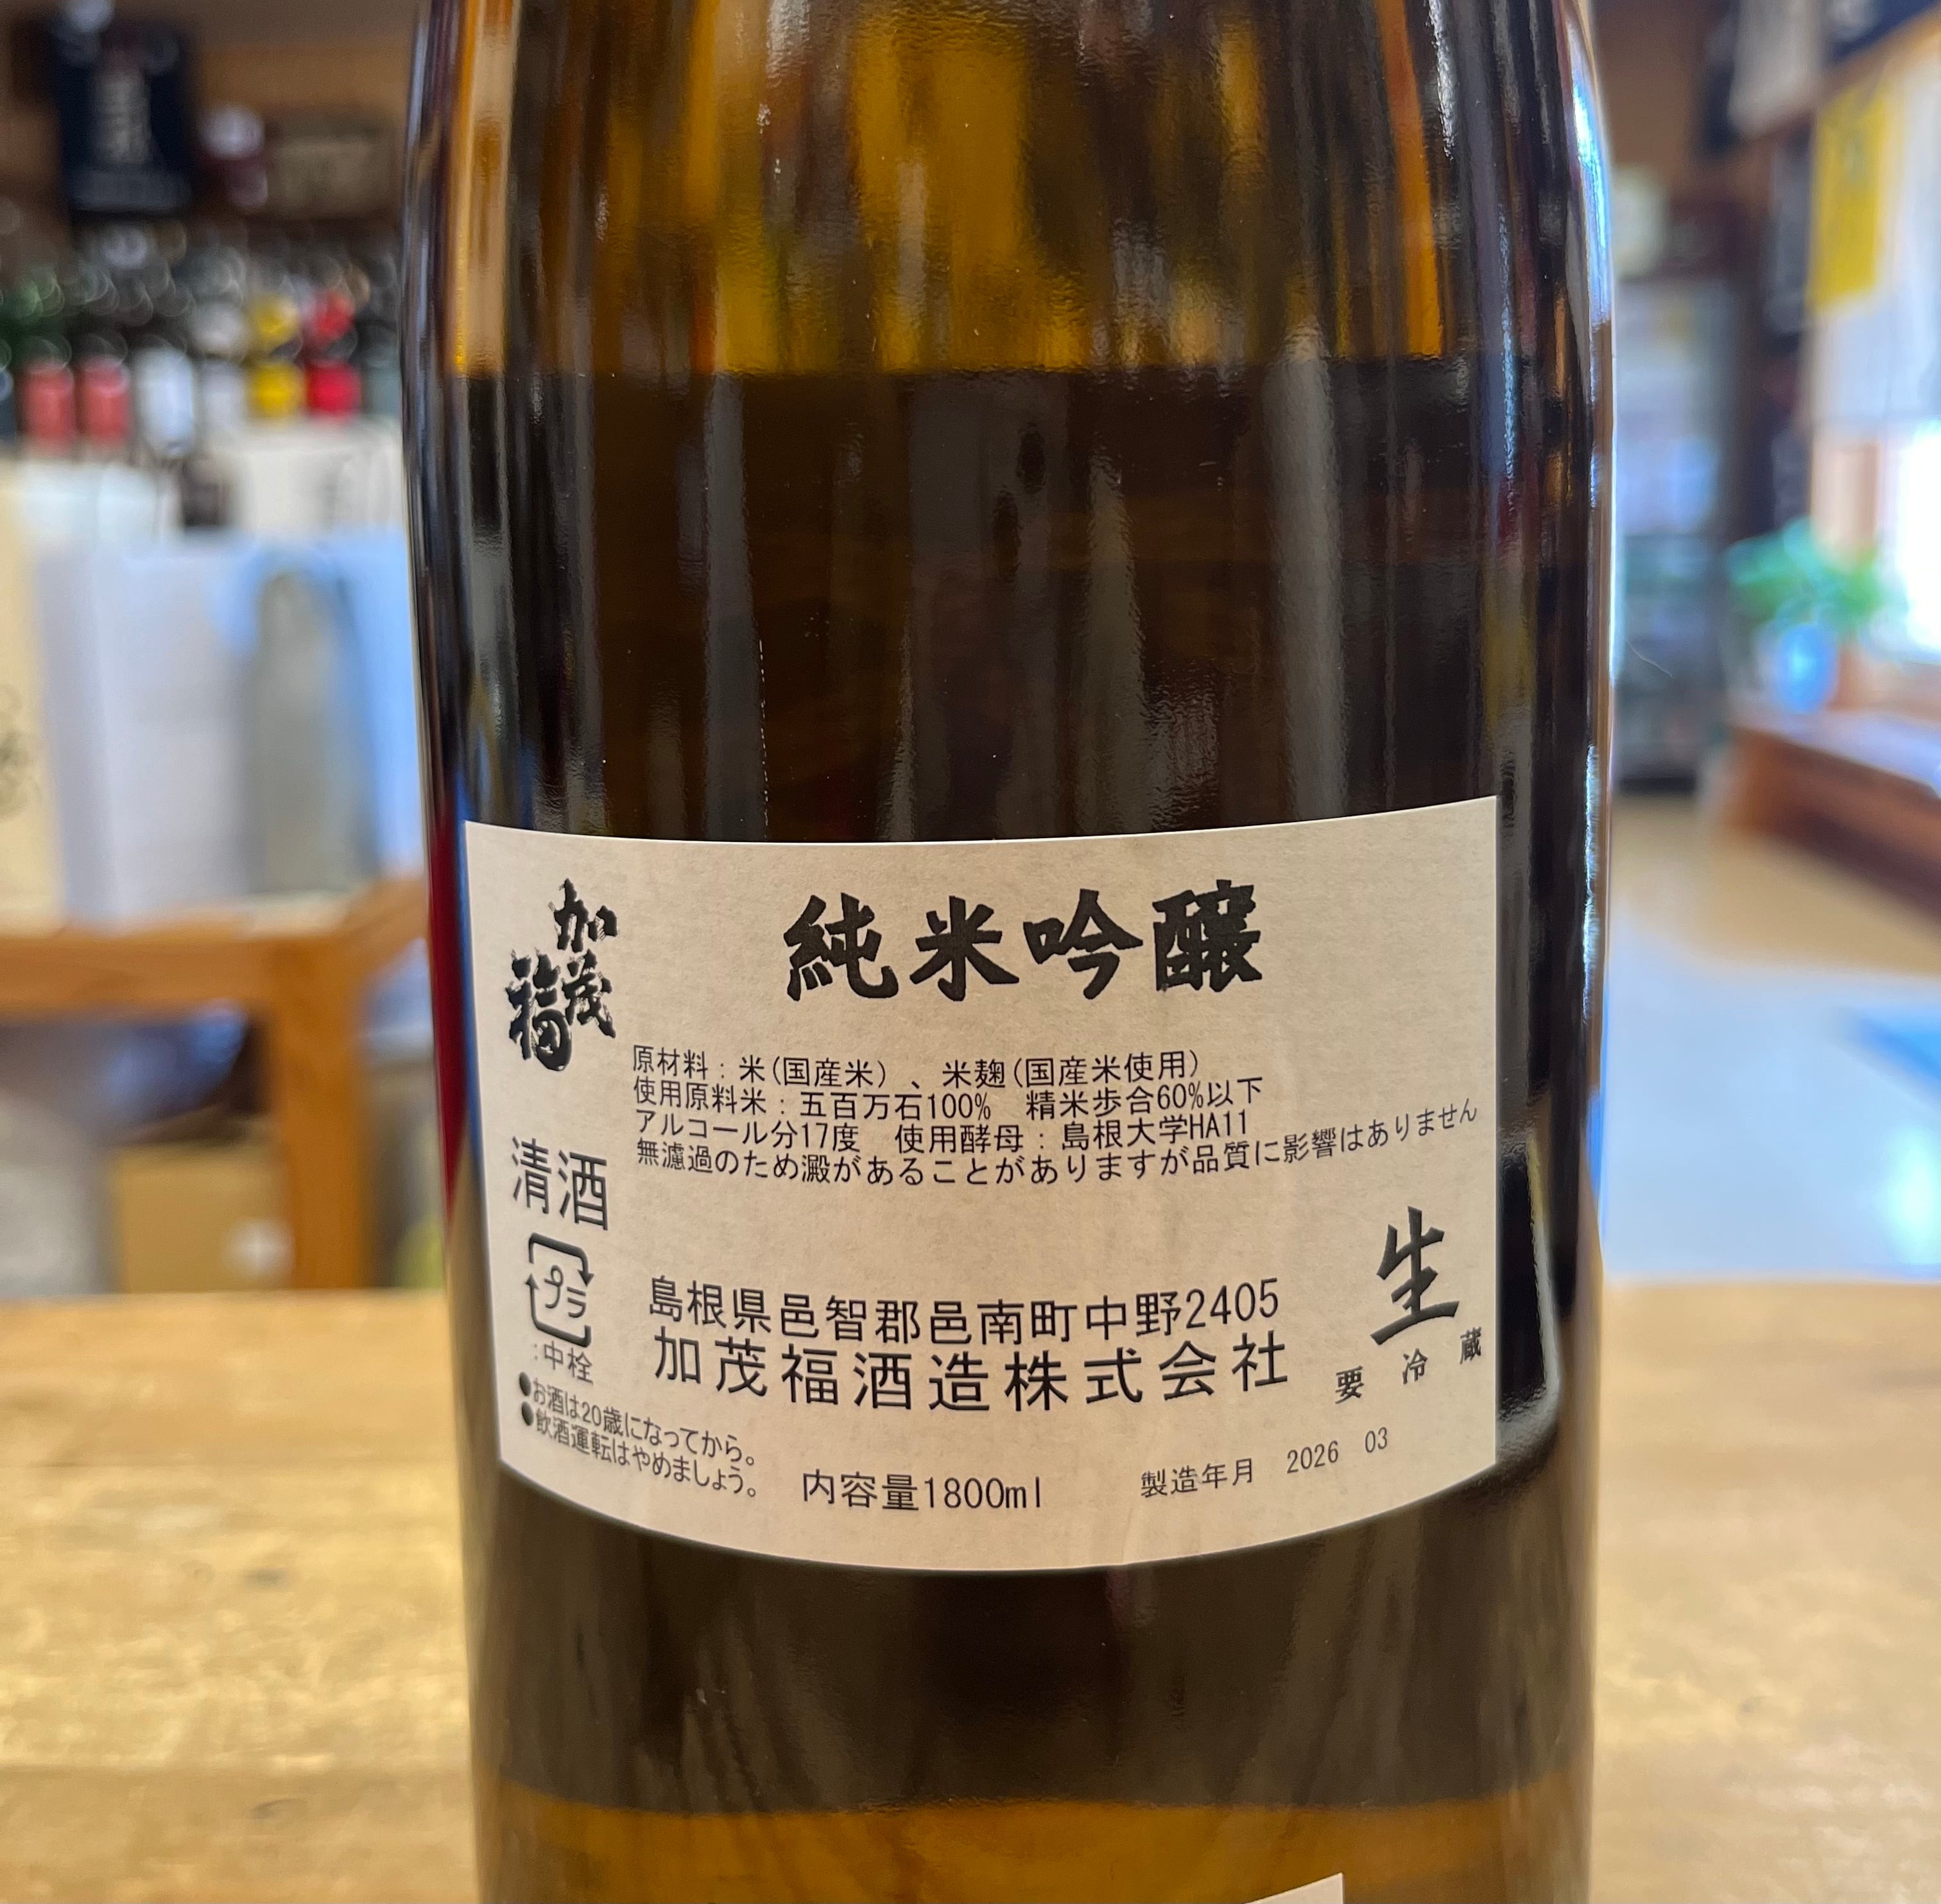 加茂福
純米吟醸
原材料：米(国産米)、米麹(国産米使用)
使用原料米：五百万石100%　精米歩合60%以下
アルコール分17度　使用酵母：島根大学HA11
無濾過のため澱があることがありますが品質に影響はありません
清酒
プラ
:中栓
島根県邑智郡邑南町中野2405
加茂福酒造株式会社
生
要冷蔵
●お酒は20歳になってから。
●飲酒運転はやめましょう。
内容量1800ml
製造年月　2026　03